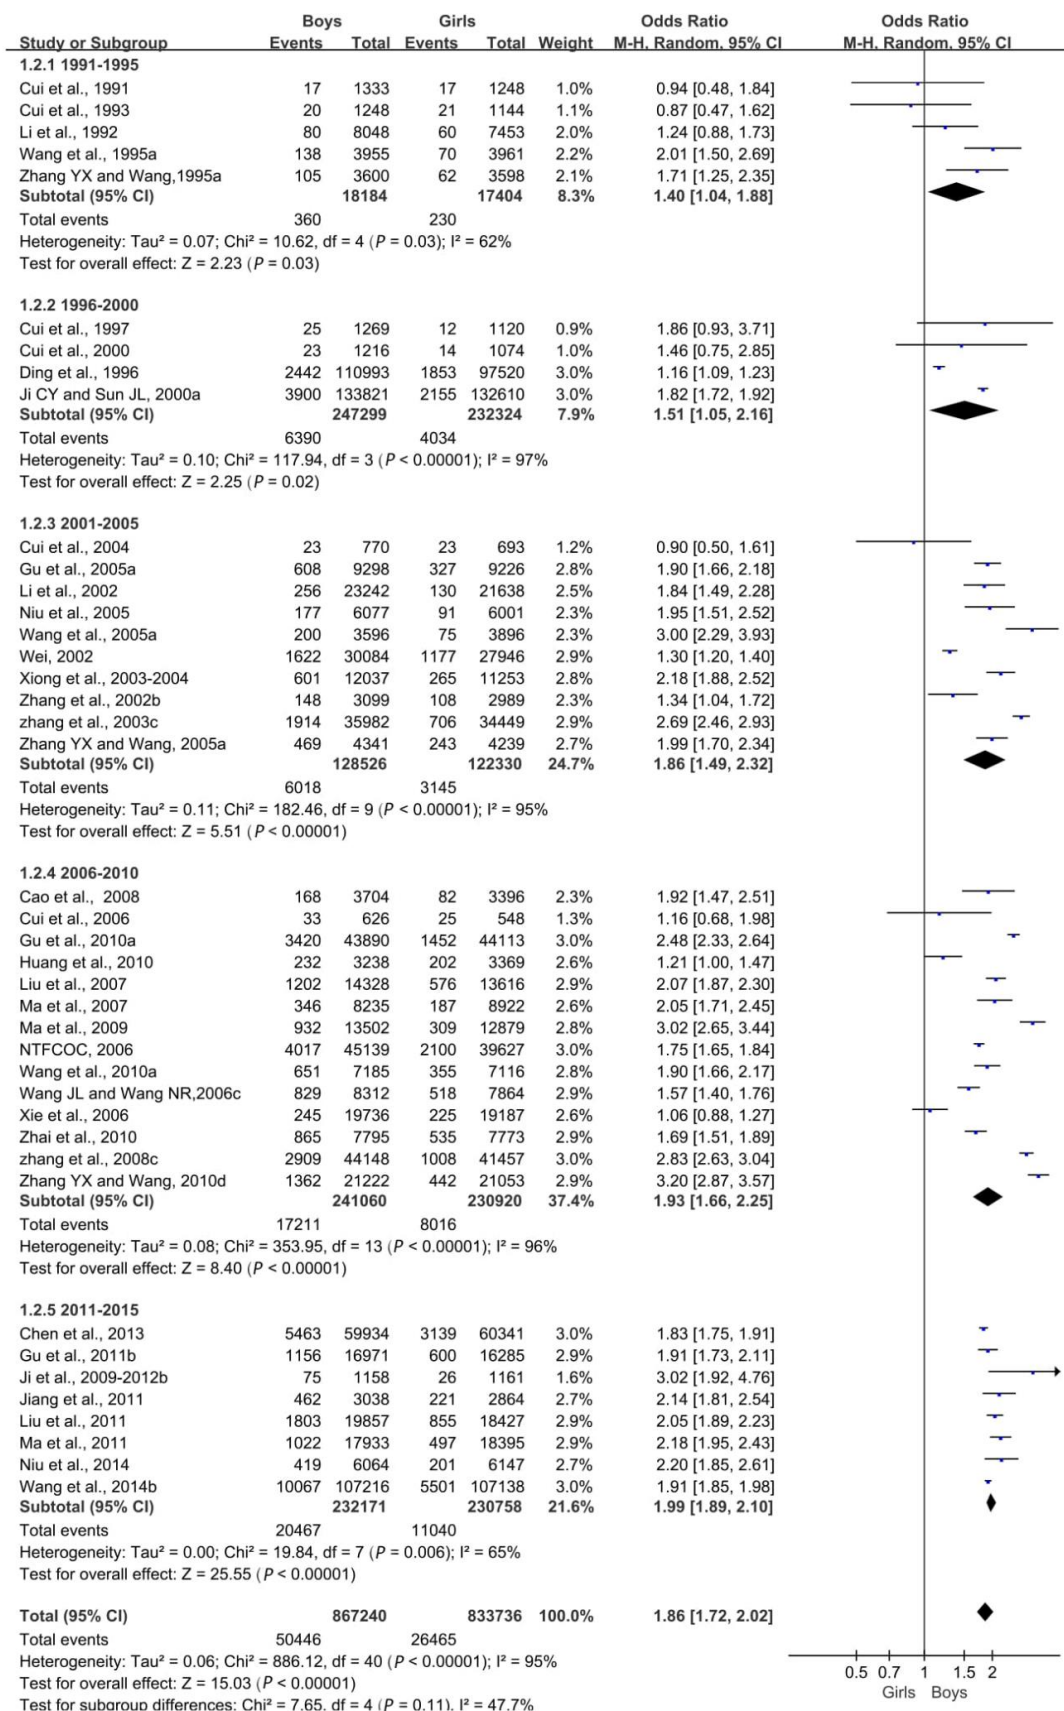 Boys Girls Odds Ratio Odds Ratio
Study or Subgroup Events Total Events Total Weight M-H, Random, 95% CI M-H, Random, 95% CI
1.2.1 1991-1995
Cui et al., 1991 17 1333 17 1248 1.0% 0.94 [0.48, 1.84]
Cui et al., 1993 20 1248 21 1144 1.1% 0.87 [0.47, 1.62]
Li et al., 1992 80 8048 60 7453 2.0% 1.24 [0.88, 1.73]
Wang et al., 1995a 138 3955 70 3961 2.2% 2.01 [1.50, 2.69]
Zhang YX and Wang,1995a 105 3600 62 3598 2.1% 1.71 [1.25, 2.35]
Subtotal (95% CI) 18184 17404 8.3% 1.40 [1.04, 1.88]
Total events 360 230
Heterogeneity: Tau² = 0.07; Chi² = 10.62, df = 4 (P = 0.03); I² = 62%
Test for overall effect: Z = 2.23 (P = 0.03)
1.2.2 1996-2000
Cui et al., 1997 25 1269 12 1120 0.9% 1.86 [0.93, 3.71]
Cui et al., 2000 23 1216 14 1074 1.0% 1.46 [0.75, 2.85]
Ding et al., 1996 2442 110993 1853 97520 3.0% 1.16 [1.09, 1.23]
Ji CY and Sun JL, 2000a 3900 133821 2155 132610 3.0% 1.82 [1.72, 1.92]
Subtotal (95% CI) 247299 232324 7.9% 1.51 [1.05, 2.16]
Total events 6390 4034
Heterogeneity: Tau² = 0.10; Chi² = 117.94, df = 3 (P < 0.00001); I² = 97%
Test for overall effect: Z = 2.25 (P = 0.02)
1.2.3 2001-2005
Cui et al., 2004 23 770 23 693 1.2% 0.90 [0.50, 1.61]
Gu et al., 2005a 608 9298 327 9226 2.8% 1.90 [1.66, 2.18]
Li et al., 2002 256 23242 130 21638 2.5% 1.84 [1.49, 2.28]
Niu et al., 2005 177 6077 91 6001 2.3% 1.95 [1.51, 2.52]
Wang et al., 2005a 200 3596 75 3896 2.3% 3.00 [2.29, 3.93]
Wei, 2002 1622 30084 1177 27946 2.9% 1.30 [1.20, 1.40]
Xiong et al., 2003-2004 601 12037 265 11253 2.8% 2.18 [1.88, 2.52]
Zhang et al., 2002b 148 3099 108 2989 2.3% 1.34 [1.04, 1.72]
zhang et al., 2003c 1914 35982 706 34449 2.9% 2.69 [2.46, 2.93]
Zhang YX and Wang, 2005a 469 4341 243 4239 2.7% 1.99 [1.70, 2.34]
Subtotal (95% CI) 128526 122330 24.7% 1.86 [1.49, 2.32]
Total events 6018 3145
Heterogeneity: Tau² = 0.11; Chi² = 182.46, df = 9 (P < 0.00001); I² = 95%
Test for overall effect: Z = 5.51 (P < 0.00001)
1.2.4 2006-2010
Cao et al., 2008 168 3704 82 3396 2.3% 1.92 [1.47, 2.51]
Cui et al., 2006 33 626 25 548 1.3% 1.16 [0.68, 1.98]
Gu et al., 2010a 3420 43890 1452 44113 3.0% 2.48 [2.33, 2.64]
Huang et al., 2010 232 3238 202 3369 2.6% 1.21 [1.00, 1.47]
Liu et al., 2007 1202 14328 576 13616 2.9% 2.07 [1.87, 2.30]
Ma et al., 2007 346 8235 187 8922 2.6% 2.05 [1.71, 2.45]
Ma et al., 2009 932 13502 309 12879 2.8% 3.02 [2.65, 3.44]
NTFCOC, 2006 4017 45139 2100 39627 3.0% 1.75 [1.65, 1.84]
Wang et al., 2010a 651 7185 355 7116 2.8% 1.90 [1.66, 2.17]
Wang JL and Wang NR,2006c 829 8312 518 7864 2.9% 1.57 [1.40, 1.76]
Xie et al., 2006 245 19736 225 19187 2.6% 1.06 [0.88, 1.27]
Zhai et al., 2010 865 7795 535 7773 2.9% 1.69 [1.51, 1.89]
zhang et al., 2008c 2909 44148 1008 41457 3.0% 2.83 [2.63, 3.04]
Zhang YX and Wang, 2010d 1362 21222 442 21053 2.9% 3.20 [2.87, 3.57]
Subtotal (95% CI) 241060 230920 37.4% 1.93 [1.66, 2.25]
Total events 17211 8016
Heterogeneity: Tau² = 0.08; Chi² = 353.95, df = 13 (P < 0.00001); I² = 96%
Test for overall effect: Z = 8.40 (P < 0.00001)
1.2.5 2011-2015
Chen et al., 2013 5463 59934 3139 60341 3.0% 1.83 [1.75, 1.91]
Gu et al., 2011b 1156 16971 600 16285 2.9% 1.91 [1.73, 2.11]
Ji et al., 2009-2012b 75 1158 26 1161 1.6% 3.02 [1.92, 4.76]
Jiang et al., 2011 462 3038 221 2864 2.7% 2.14 [1.81, 2.54]
Liu et al., 2011 1803 19857 855 18427 2.9% 2.05 [1.89, 2.23]
Ma et al., 2011 1022 17933 497 18395 2.9% 2.18 [1.95, 2.43]
Niu et al., 2014 419 6064 201 6147 2.7% 2.20 [1.85, 2.61]
Wang et al., 2014b 10067 107216 5501 107138 3.0% 1.91 [1.85, 1.98]
Subtotal (95% CI) 232171 230758 21.6% 1.99 [1.89, 2.10]
Total events 20467 11040
Heterogeneity: Tau² = 0.00; Chi² = 19.84, df = 7 (P = 0.006); I² = 65%
Test for overall effect: Z = 25.55 (P < 0.00001)
Total (95% CI) 867240 833736 100.0% 1.86 [1.72, 2.02]
Total events 50446 26465
Heterogeneity: Tau² = 0.06; Chi² = 886.12, df = 40 (P < 0.00001); I² = 95%
Test for overall effect: Z = 15.03 (P < 0.00001)
Test for subgroup differences: Chi² = 7.65, df = 4 (P = 0.11), I² = 47.7%
0.5 0.7 1 1.5 2
Girls Boys